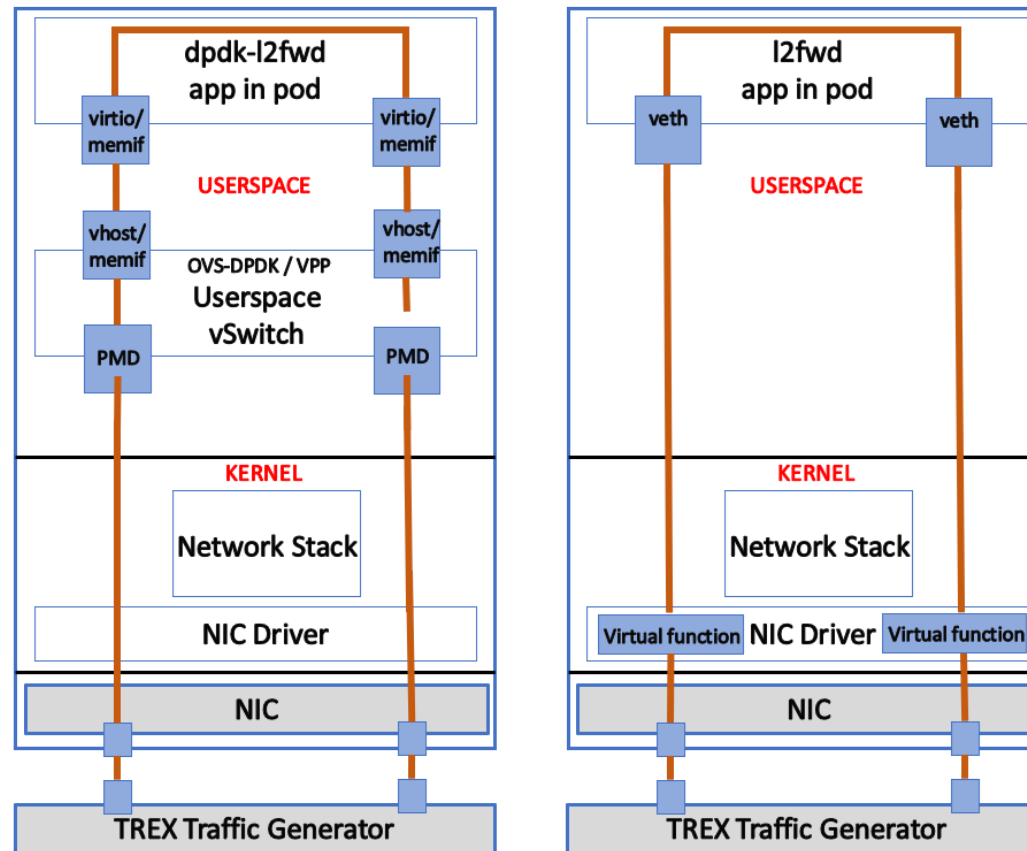 dpdk-l2fwd
app in pod
virtio/
memif
virtio/
memif
USERSPACE
vhost/
memif
vhost/
memif
OVS-DPDK / VPP
Userspace
vSwitch
PMD
PMD
KERNEL
Network Stack
NIC Driver
NIC
TREX Traffic Generator
l2fwd
app in pod
veth
veth
USERSPACE
KERNEL
Network Stack
Virtual function
NIC Driver
Virtual function
NIC
TREX Traffic Generator